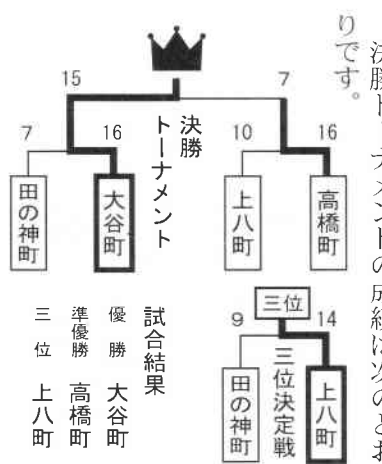 決勝トーナメントの成績は次のとお
りです。
決勝
トーナメント
15
7
7
16
10
16
田の神町
大谷町
上八町
高橋町
三位
9
14
三位決定戦
田の神町
上八町
試合結果
優勝 大谷町
準優勝 高橋町
三位 上八町